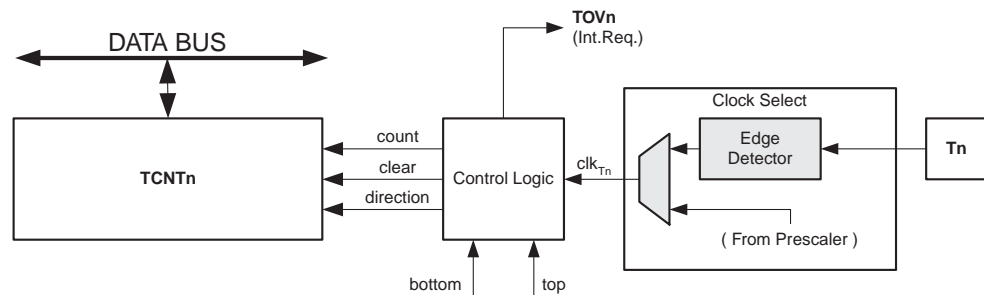 TOVn
(Int.Req.)
DATA BUS
Clock Select
count
Edge
Detector
Tn
TCNTn
clear
Control Logic
clkTn
direction
( From Prescaler )
bottom
top